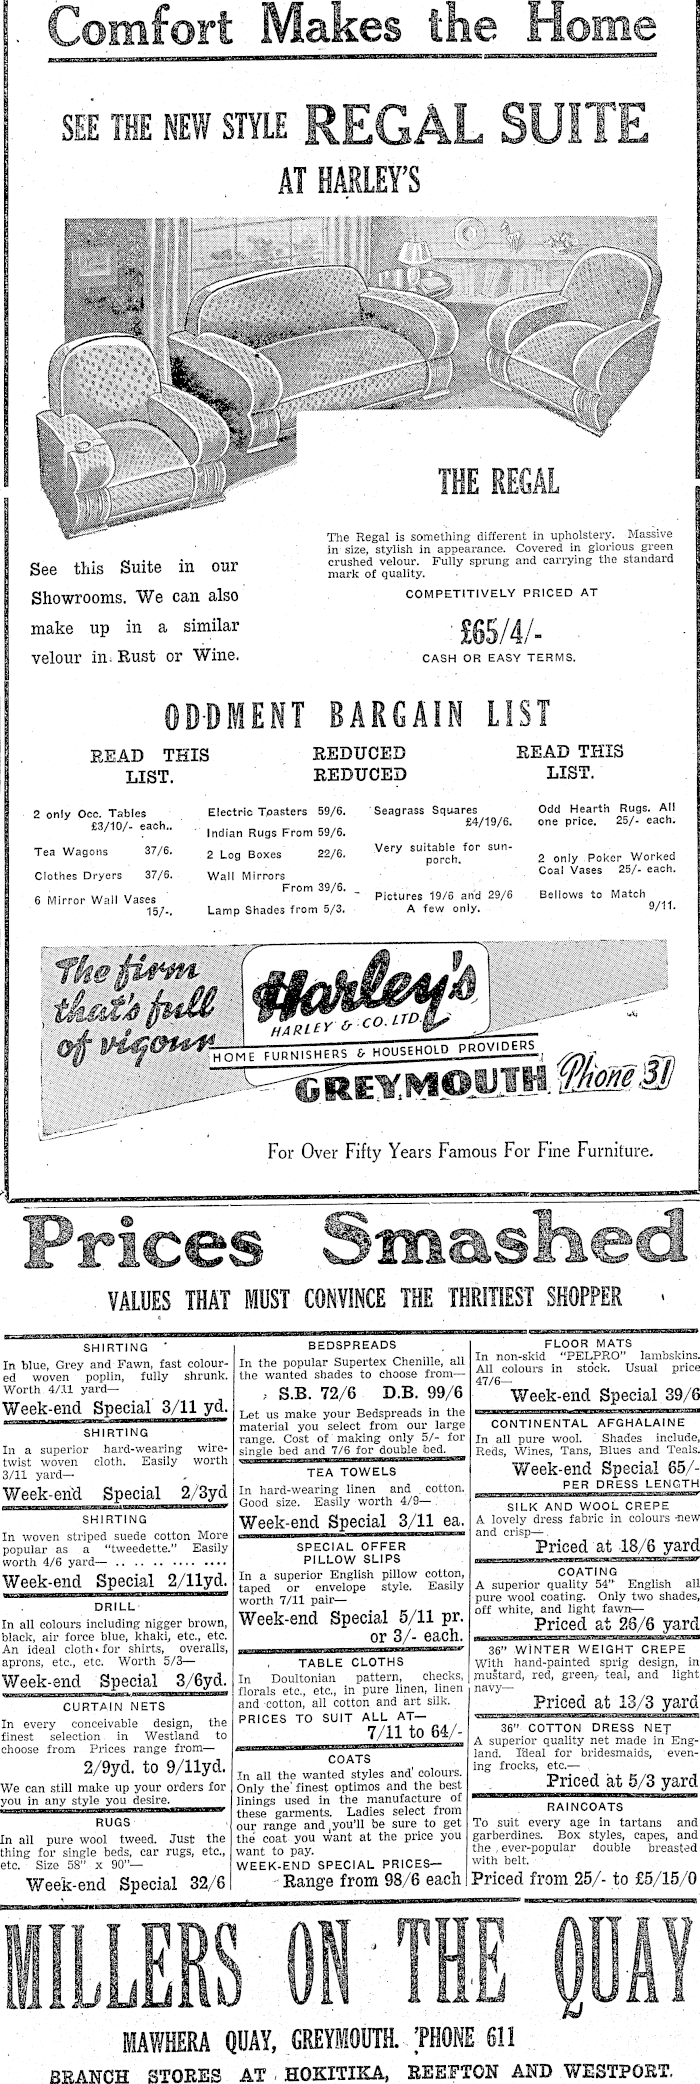 Comfort Makes the Home
SEE THE NEW STYLE REGAL SUITE
AT HARLEY'S
THE REGAL
The Regal is something different in upholstery. Massive
in size, stylish in appearance. Covered in glorious green
crushed velour. Fully sprung and carrying the standard
mark of quality.
COMPETITIVELY PRICED AT
£65/4/-
CASH OR EASY TERMS.
See this Suite in our
Showrooms. We can also
make up in a similar
velour in Rust or Wine.
ODDMENT BARGAIN LIST
READ THIS
LIST.
REDUCED
REDUCED
READ THIS
LIST.
2 only Occ. Tables
£3/10/- each..
Tea Wagons 37/6.
Clothes Dryers 37/6.
6 Mirror Wall Vases
15/-.
Electric Toasters 59/6.
Indian Rugs From 59/6.
2 Log Boxes 22/6.
Wall Mirrors
From 39/6.
Lamp Shades from 5/3.
Seagrass Squares
£4/19/6.
Very suitable for sun-
porch.
Pictures 19/6 and 29/6
A few only.
Odd Hearth Rugs. All
one price. 25/- each.
2 only Poker Worked
Coal Vases 25/- each.
Bellows to Match
9/11.
The firm
that's full
of vigour
Harley's
HARLEY & CO. LTD.
HOME FURNISHERS & HOUSEHOLD PROVIDERS
GREYMOUTH Phone 31
For Over Fifty Years Famous For Fine Furniture.
Prices Smashed
VALUES THAT MUST CONVINCE THE THRITIEST SHOPPER
SHIRTING
In blue, Grey and Fawn, fast colour-
ed woven poplin, fully shrunk.
Worth 4/11 yard—
Week-end Special 3/11 yd.
SHIRTING
In a superior hard-wearing wire-
twist woven cloth. Easily worth
3/11 yard—
Week-end Special 2/3yd
SHIRTING
In woven striped suede cotton More
popular as a "tweedette." Easily
worth 4/6 yard— .. .. .. .... ....
Week-end Special 2/11yd.
DRILL
In all colours including nigger brown,
black, air force blue, khaki, etc., etc.
An ideal cloth for shirts, overalls,
aprons, etc., etc. Worth 5/3—
Week-end Special 3/6yd.
CURTAIN NETS
In every conceivable design, the
finest selection in Westland to
choose from Prices range from—
2/9yd. to 9/11yd.
We can still make up your orders for
you in any style you desire.
RUGS
In all pure wool tweed. Just the
thing for single beds, car rugs, etc.,
etc. Size 58" x 90"—
Week-end Special 32/6
BEDSPREADS
In the popular Supertex Chenille, all
the wanted shades to choose from—
S.B. 72/6 D.B. 99/6
Let us make your Bedspreads in the
material you select from our large
range. Cost of making only 5/- for
single bed and 7/6 for double bed.
TEA TOWELS
In hard-wearing linen and cotton.
Good size. Easily worth 4/9—
Week-end Special 3/11 ea.
SPECIAL OFFER
PILLOW SLIPS
In a superior English pillow cotton,
taped or envelope style. Easily
worth 7/11 pair—
Week-end Special 5/11 pr.
or 3/- each.
TABLE CLOTHS
In Doultonian pattern, checks,
florals etc., etc., in pure linen, linen
and cotton, all cotton and art silk.
PRICES TO SUIT ALL AT—
7/11 to 64/-
COATS
In all the wanted styles and colours.
Only the finest optimos and the best
linings used in the manufacture of
these garments. Ladies select from
our range and you'll be sure to get
the coat you want at the price you
want to pay.
WEEK-END SPECIAL PRICES—
Range from 98/6 each
FLOOR MATS
In non-skid "PELPRO" lambskins.
All colours in stock. Usual price
47/6—
Week-end Special 39/6
CONTINENTAL AFGHALAINE
In all pure wool. Shades include,
Reds, Wines, Tans, Blues and Teals.
Week-end Special 65/-
PER DRESS LENGTH
SILK AND WOOL CREPE
A lovely dress fabric in colours new
and crisp—
Priced at 18/6 yard
COATING
A superior quality 54" English all
pure wool coating. Only two shades,
off white, and light fawn—
Priced at 26/6 yard
36" WINTER WEIGHT CREPE
With hand-painted sprig design, in
mustard, red, green, teal, and light
navy—
Priced at 13/3 yard
36" COTTON DRESS NET
A superior quality net made in Eng-
land. Ideal for bridesmaids, even-
ing frocks, etc.—
Priced at 5/3 yard
RAINCOATS
To suit every age in tartans and
garberdines. Box styles, capes, and
the ever-popular double breasted
with belt.
Priced from 25/- to £5/15/0
MILLERS ON THE QUAY
MAWHERA QUAY, GREYMOUTH. 'PHONE 611
BRANCH STORES AT HOKITIKA, REEFTON AND WESTPORT.